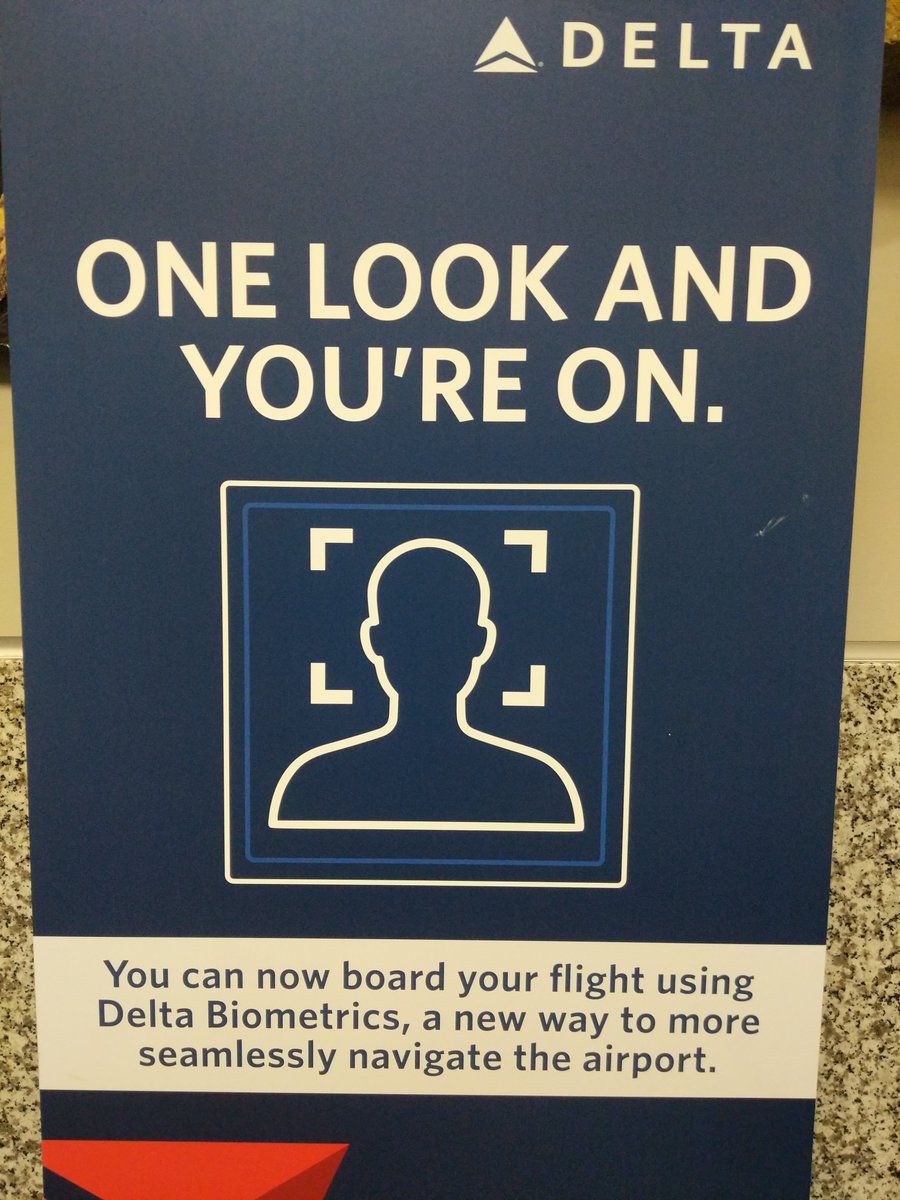 DELTA
ONE LOOK AND
YOU'RE ON.
You can now board your flight using
Delta Biometrics, a new way to more
seamlessly navigate the airport.